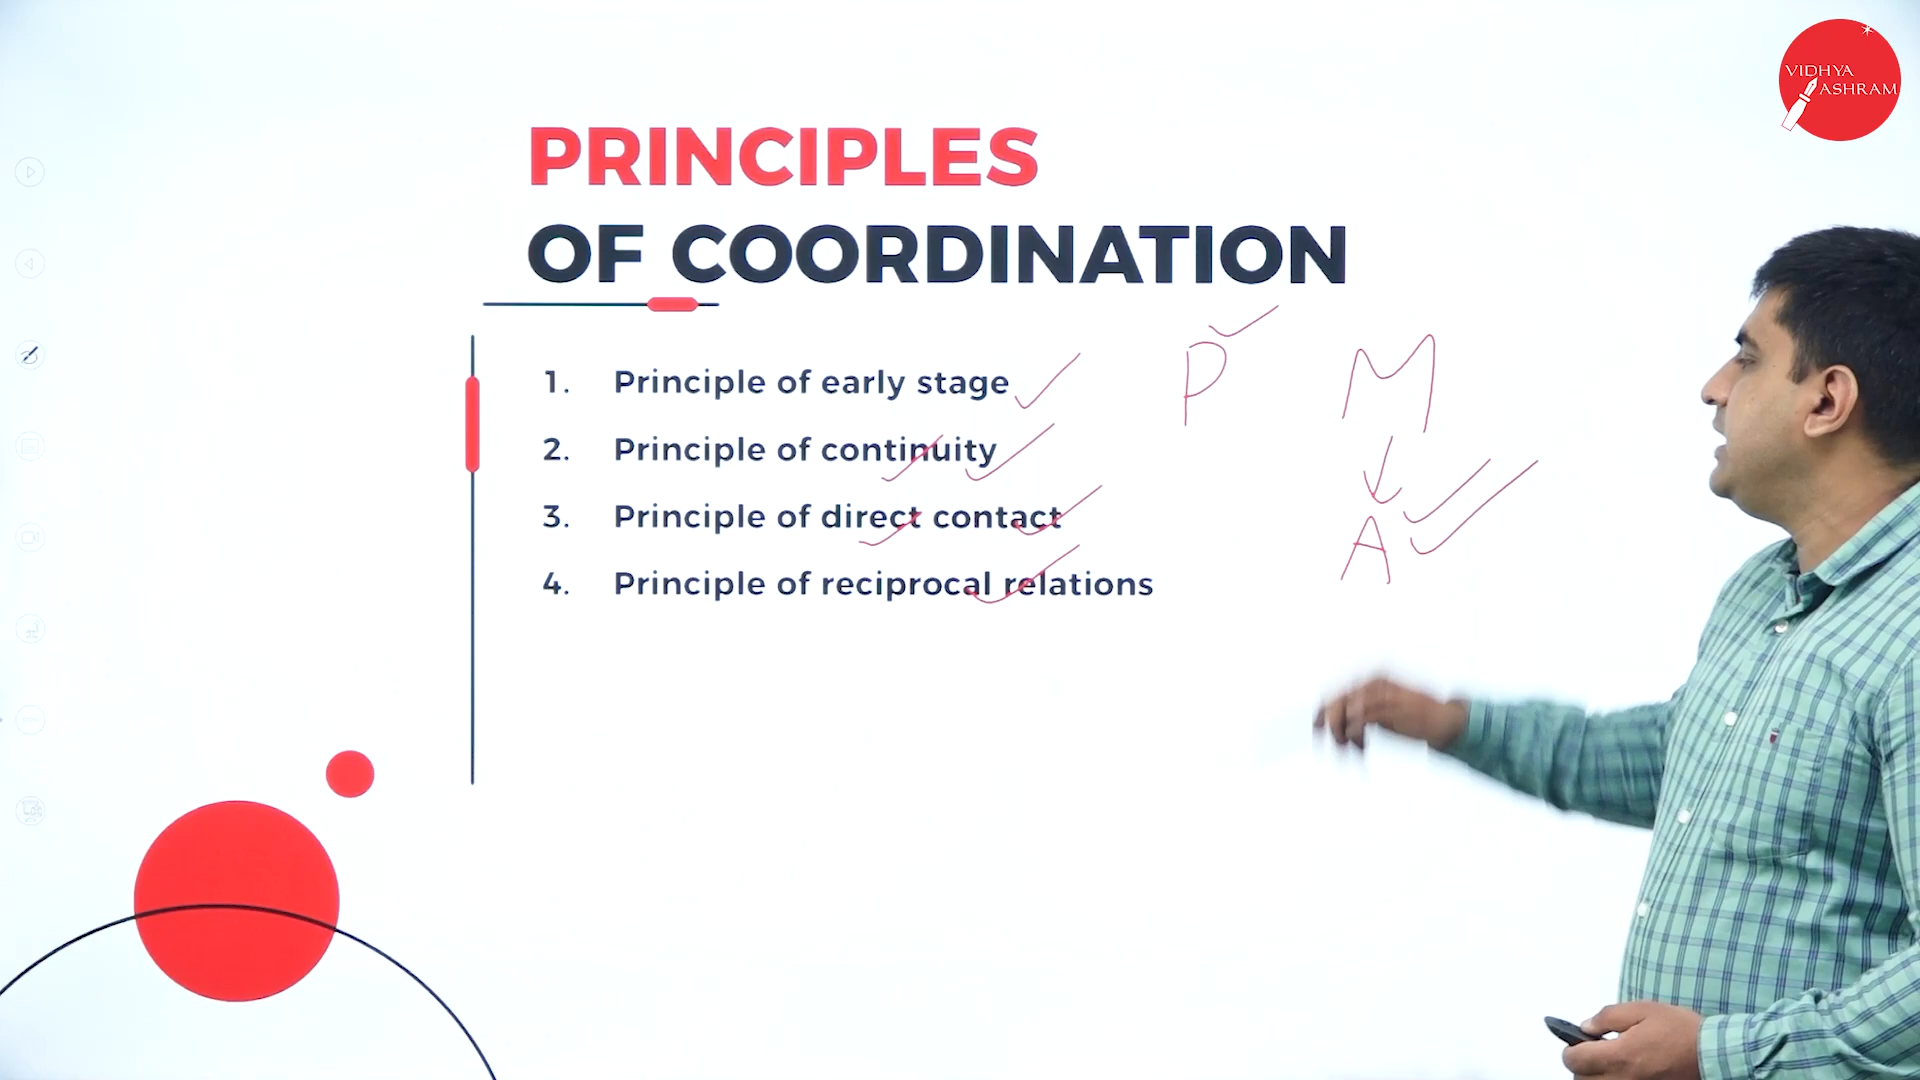 VIDHYA
ASHRAM
PRINCIPLES
OF COORDINATION
1. Principle of early stage
2. Principle of continuity
3. Principle of direct contact
4. Principle of reciprocal relations
P M
A